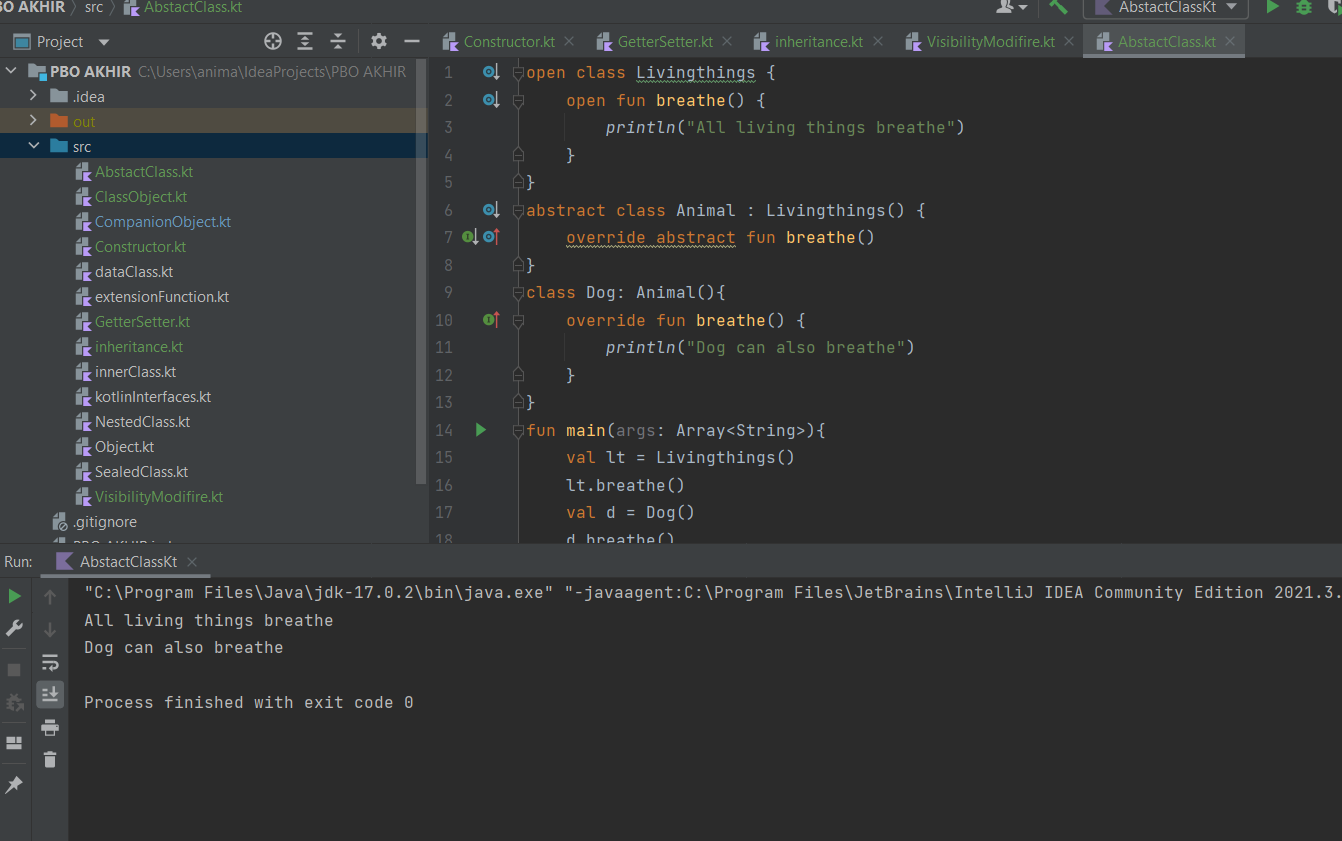 PBO AKHIR src AbstactClass.kt AbstactClassKt
Project Constructor.kt GetterSetter.kt inheritance.kt VisibilityModifire.kt AbstactClass.kt
PBO AKHIR C:\Users\anima\IdeaProjects\PBO AKHIR
.idea
out
src
AbstactClass.kt
ClassObject.kt
CompanionObject.kt
Constructor.kt
dataClass.kt
extensionFunction.kt
GetterSetter.kt
inheritance.kt
innerClass.kt
kotlinInterfaces.kt
NestedClass.kt
Object.kt
SealedClass.kt
VisibilityModifire.kt
.gitignore
1 open class Livingthings {
2 open fun breathe() {
3 println("All living things breathe")
4 }
5 }
6 abstract class Animal : Livingthings() {
7 override abstract fun breathe()
8 }
9 class Dog: Animal(){
10 override fun breathe() {
11 println("Dog can also breathe")
12 }
13 }
14 fun main(args: Array<String>){
15 val lt = Livingthings()
16 lt.breathe()
17 val d = Dog()
18 d.breathe()
Run: AbstactClassKt
"C:\Program Files\Java\jdk-17.0.2\bin\java.exe" "-javaagent:C:\Program Files\JetBrains\IntelliJ IDEA Community Edition 2021.3.
All living things breathe
Dog can also breathe
Process finished with exit code 0